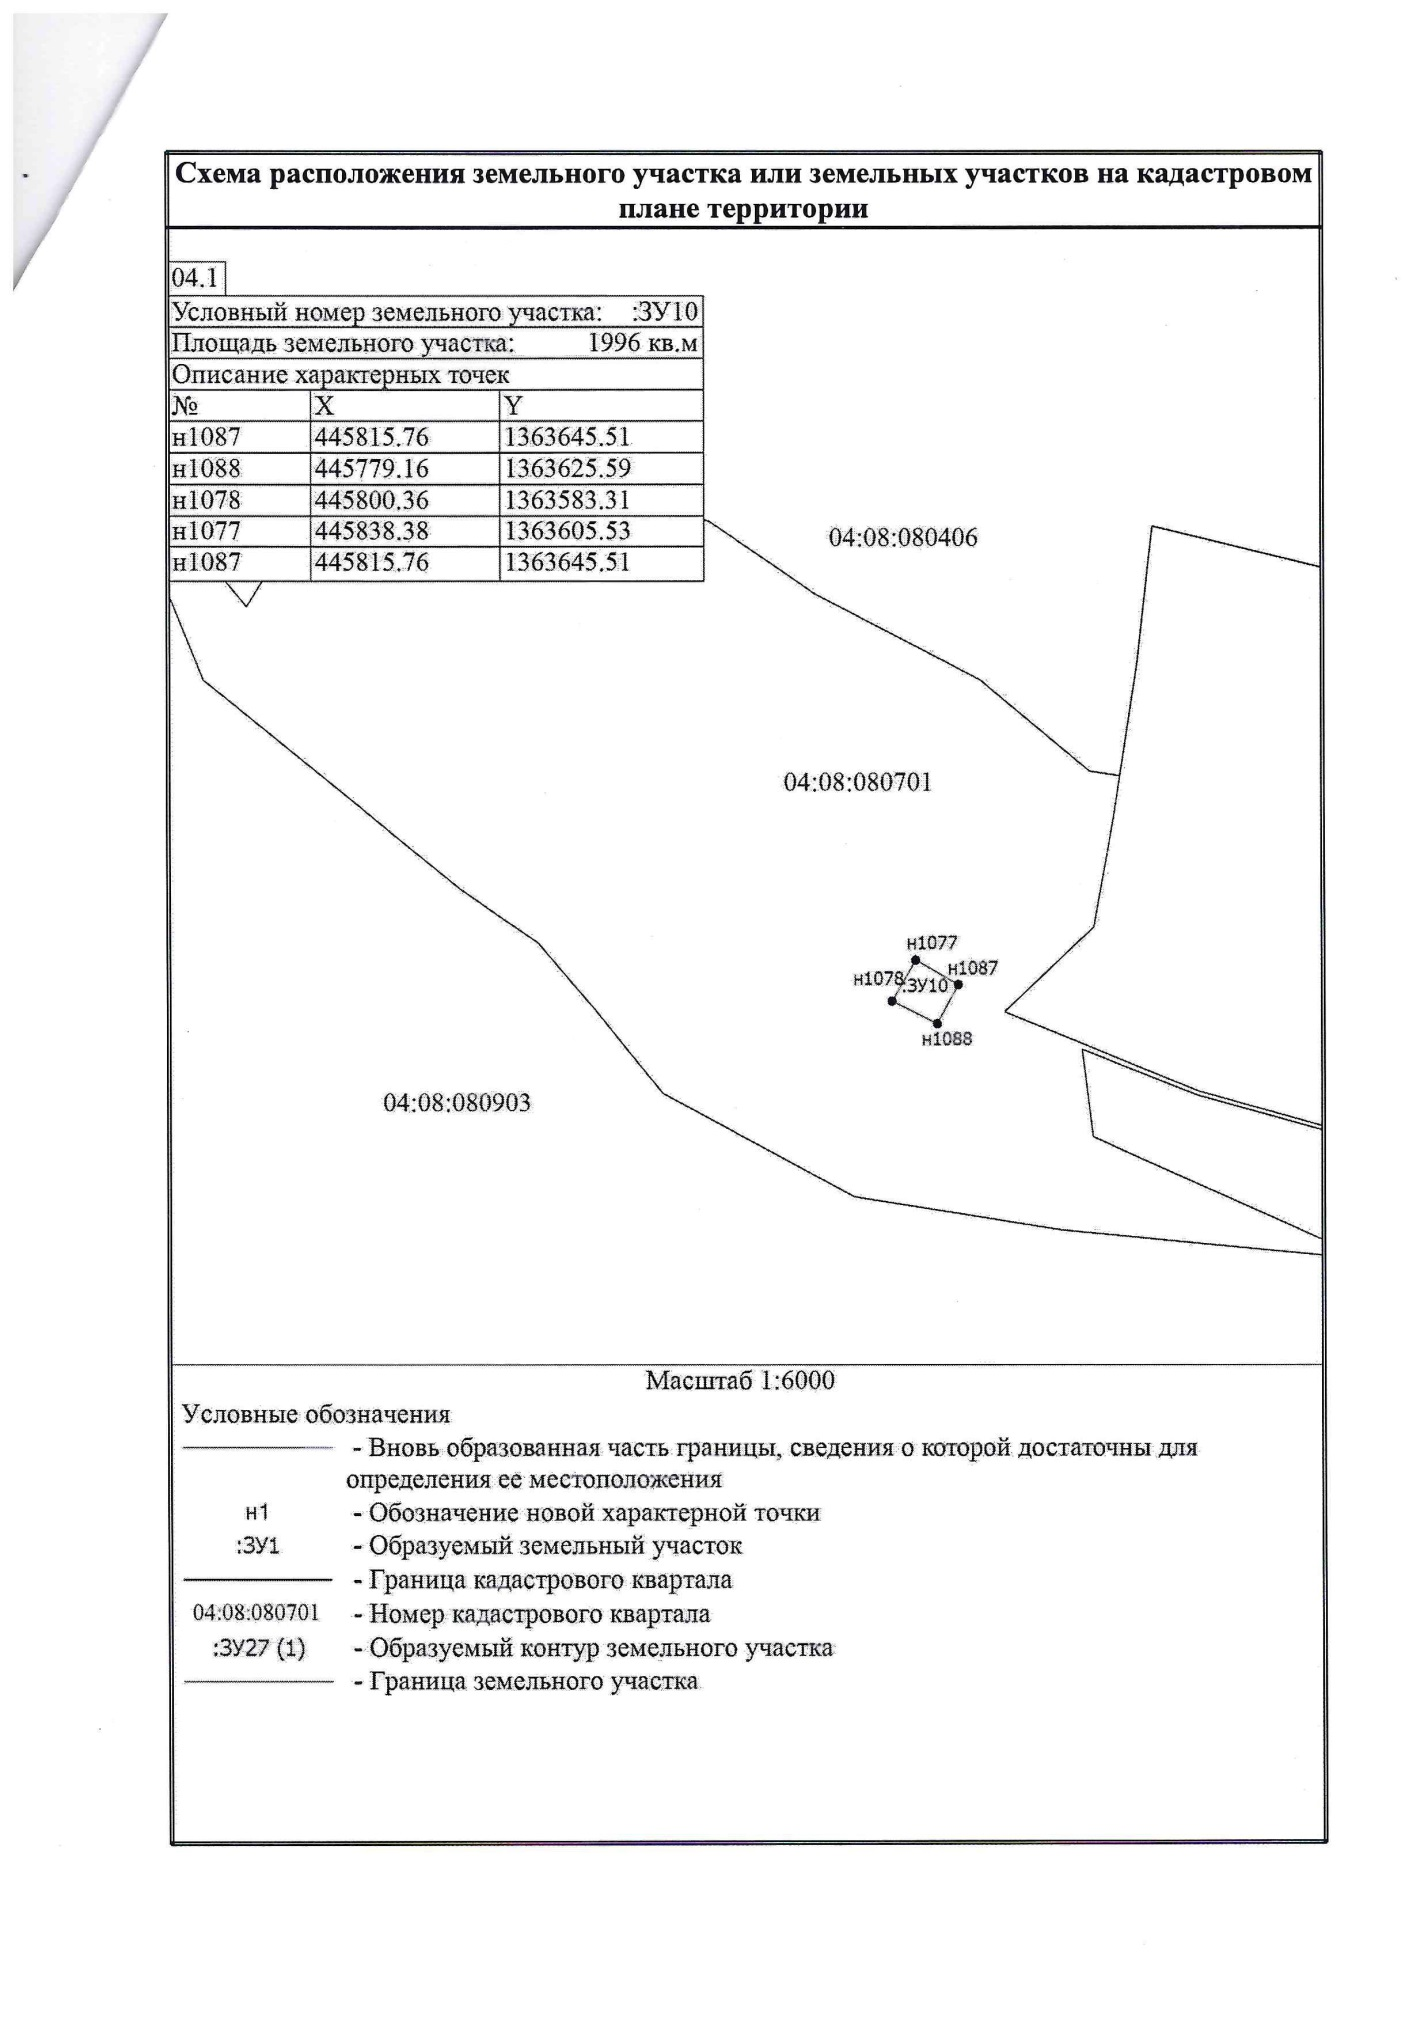 Схема расположения земельного участка или земельных участков на кадастровом
плане территории
04.1
Условный номер земельного участка: :ЗУ10
Площадь земельного участка: 1996 кв.м
Описание характерных точек
№ X Y
н1087 445815.76 1363645.51
н1088 445779.16 1363625.59
н1078 445800.36 1363583.31
н1077 445838.38 1363605.53
н1087 445815.76 1363645.51
04:08:080406
04:08:080701
н1077
н1087
н1078
:ЗУ10
н1088
04:08:080903
Масштаб 1:6000
Условные обозначения
- Вновь образованная часть границы, сведения о которой достаточны для
определения ее местоположения
н1 - Обозначение новой характерной точки
:ЗУ1 - Образуемый земельный участок
- Граница кадастрового квартала
04:08:080701 - Номер кадастрового квартала
:ЗУ27 (1) - Образуемый контур земельного участка
- Граница земельного участка